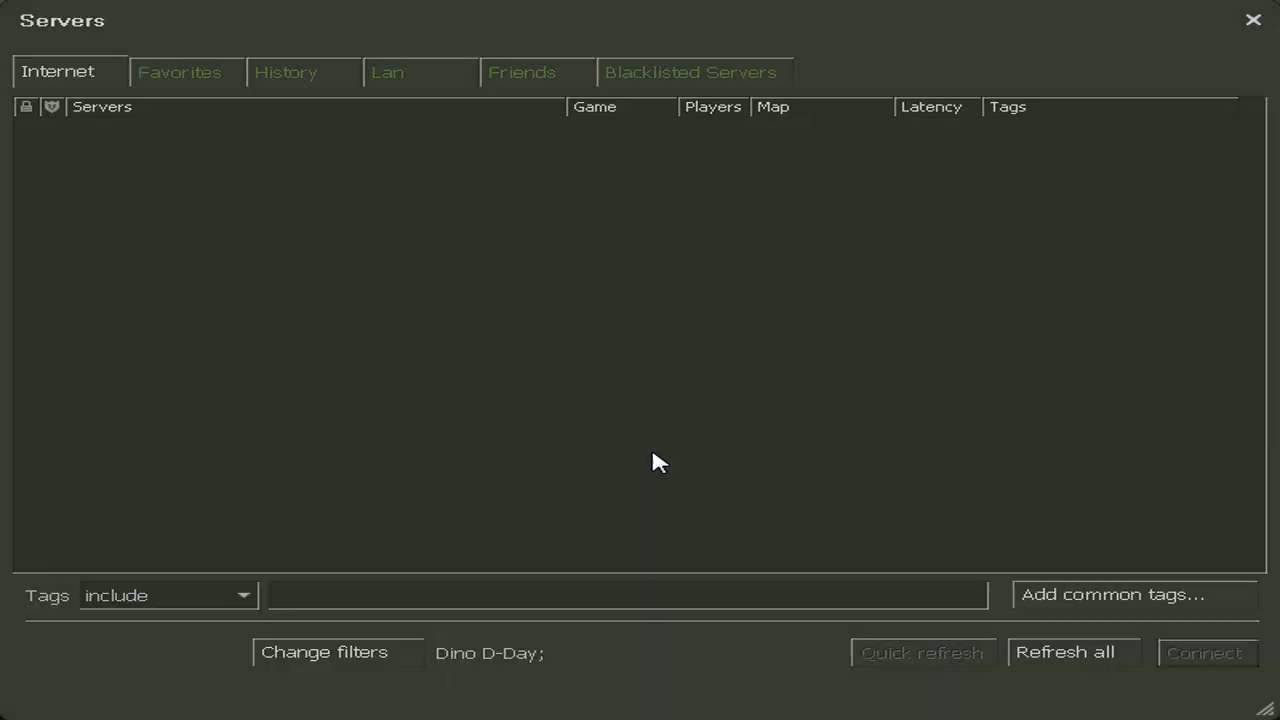 Servers
Internet Favorites History Lan Friends Blacklisted Servers
Servers Game Players Map Latency Tags
Tags include Add common tags...
Change filters Dino D-Day; Quick refresh Refresh all Connect